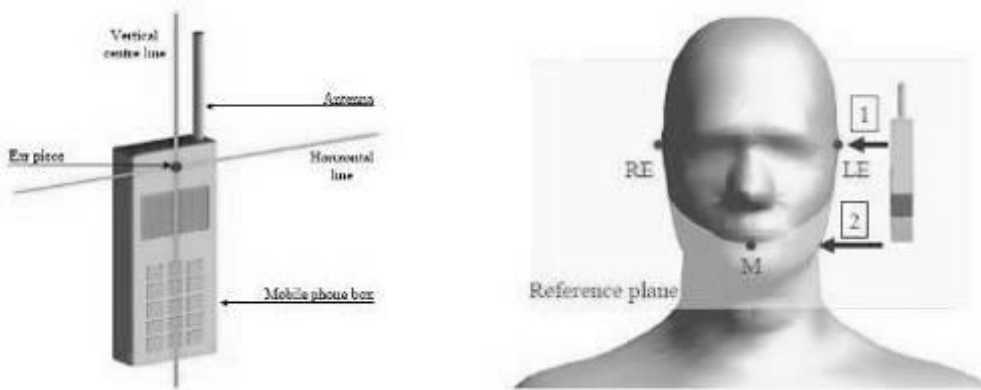 Vertical
centre line
Antenna
Ear piece
Horizontal
line
Mobile phone box
1
RE
LE
2
M
Reference plane